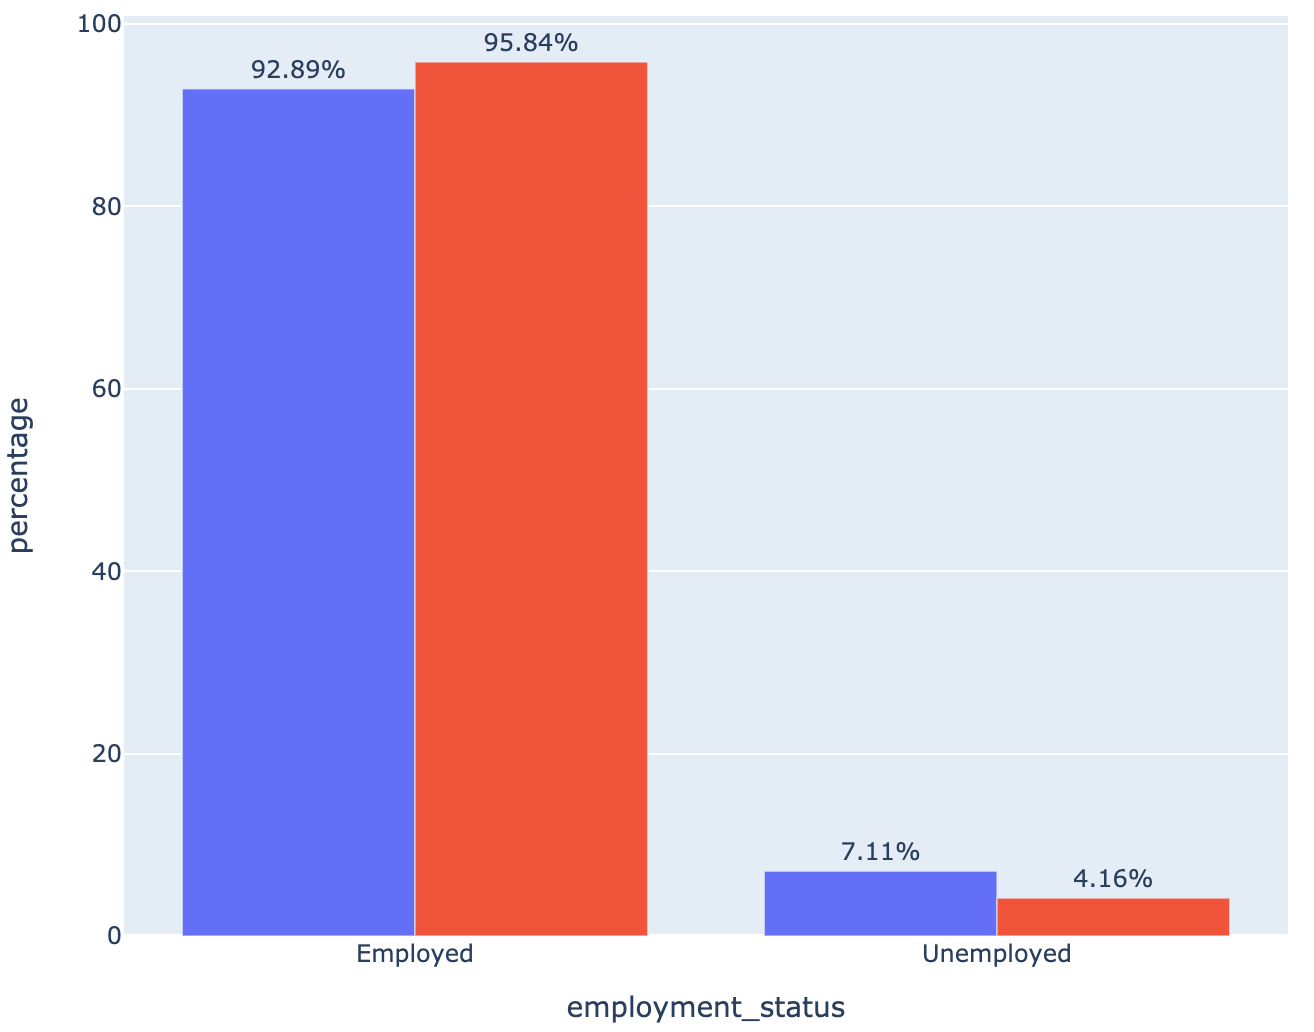 100
95.84%
92.89%
80
60
percentage
40
20
7.11%
4.16%
0
Employed
Unemployed
employment_status